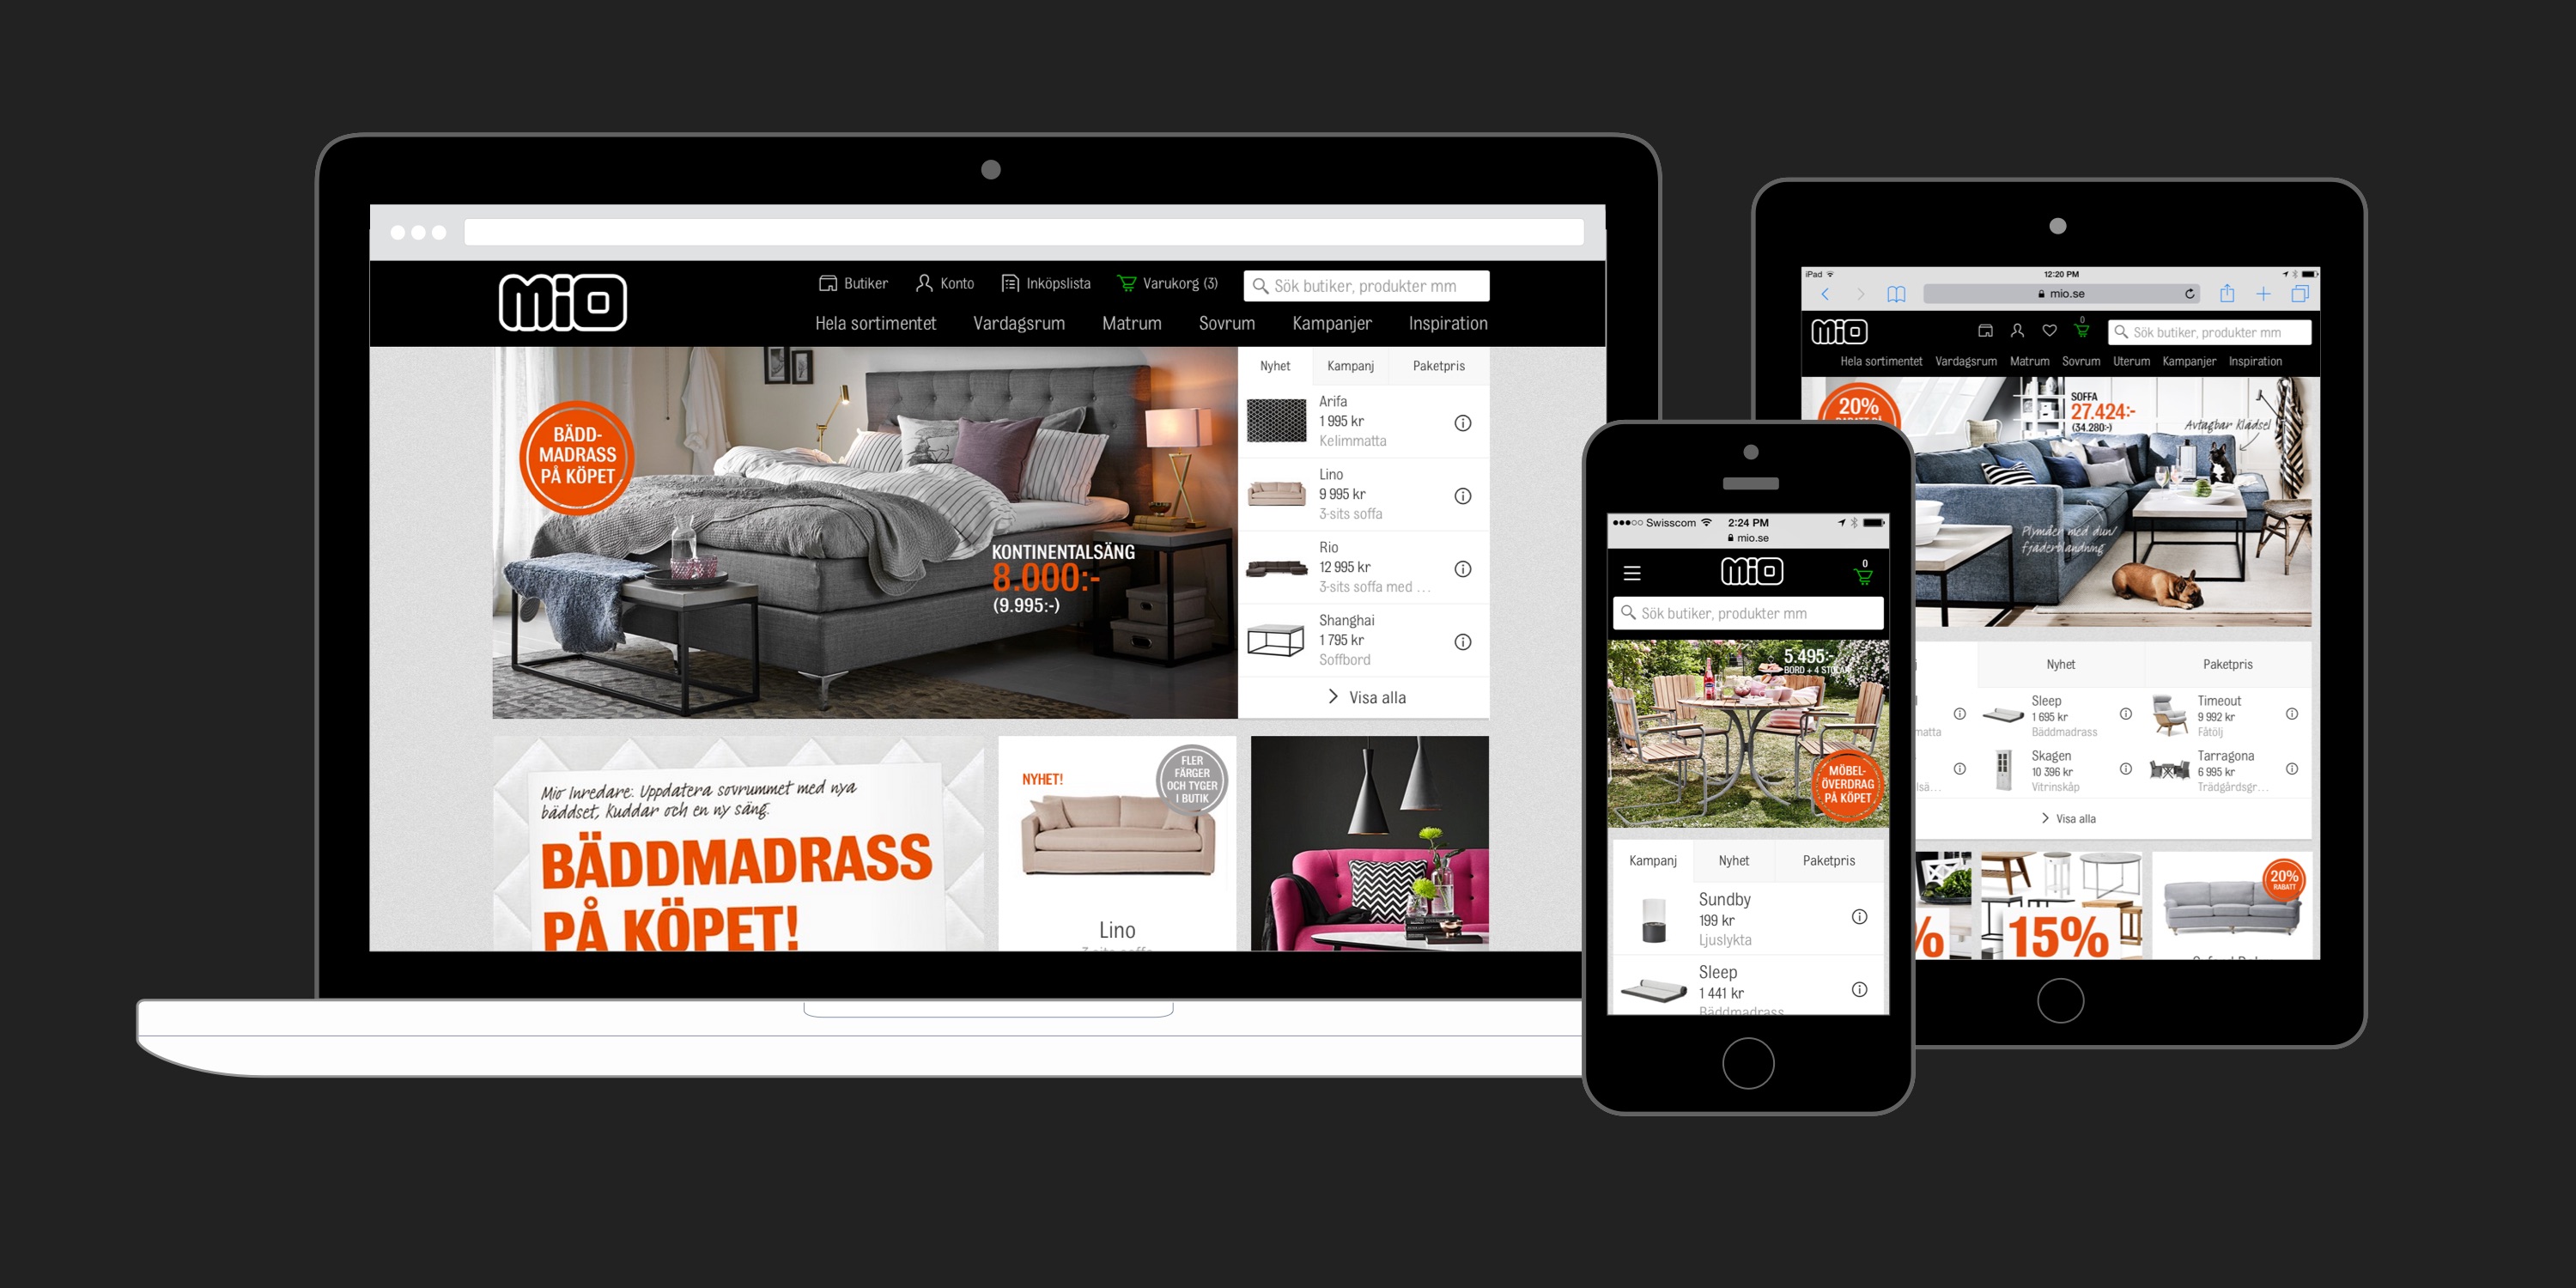 mio
Butiker
Konto
Inköpslista
Varukorg (3)
Sök butiker, produkter mm
Hela sortimentet
Vardagsrum
Matrum
Sovrum
Kampanjer
Inspiration
BÄDD-
MADRASS
PÅ KÖPET
KONTINENTALSÄNG
8.000:-
(9.995:-)
Nyhet
Kampanj
Paketpris
Arifa
1 995 kr
Kelimmatta
Lino
9 995 kr
3-sits soffa
Rio
12 995 kr
3-sits soffa med ...
Shanghai
1 795 kr
Soffbord
Visa alla
Mio Inredare: Uppdatera sovrummet med nya
bäddset, kuddar och en ny säng.
BÄDDMADRASS
PÅ KÖPET!
NYHET!
FLER
FÄRGER
OCH TYGER
I BUTIK
Lino
3-sits soffa
Swisscom
2:24 PM
mio.se
mio
0
Sök butiker, produkter mm
5.495:-
BORD + 4 STOLAR
MÖBEL-
ÖVERDRAG
PÅ KÖPET
Kampanj
Nyhet
Paketpris
Sundby
199 kr
Ljuslykta
Sleep
1 441 kr
Bäddmadrass
iPad
12:20 PM
mio.se
mio
0
Sök butiker, produkter mm
Hela sortimentet
Vardagsrum
Matrum
Sovrum
Uterum
Kampanjer
Inspiration
20%
SOFFA
27.424:-
(34.280:-)
Avtagbar klädsel
Plymåer med dun/
fjäderblandning
Nyhet
Paketpris
matta
Sleep
1 695 kr
Bäddmadrass
Timeout
9 992 kr
Fåtölj
lsä...
Skagen
10 396 kr
Vitrinskåp
Tarragona
6 995 kr
Trädgårdsgr...
Visa alla
%
15%
20%
RABATT